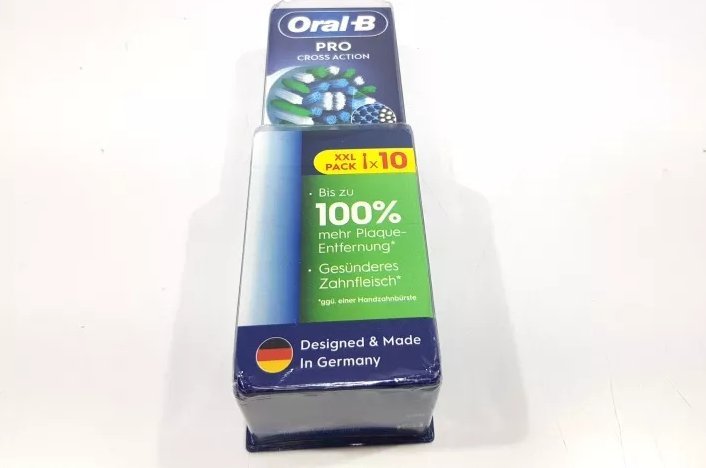 Oral-B
PRO
CROSS ACTION
XXL
PACK x10
• Bis zu
100%
mehr Plaque-
Entfernung*
• Gesünderes
Zahnfleisch*
*ggü. einer Handzahnbürste
Designed & Made
In Germany